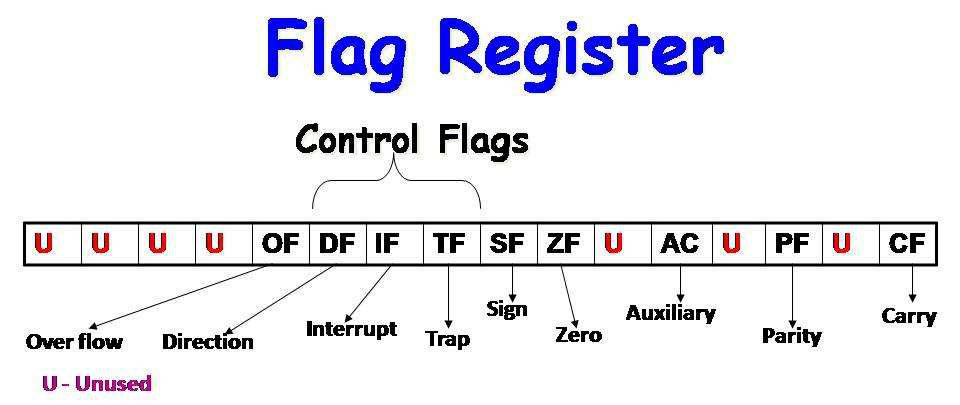 Flag Register
Control Flags
U U U U OF DF IF TF SF ZF U AC U PF U CF
Over flow Direction Interrupt Trap Sign Zero Auxiliary Parity Carry
U - Unused